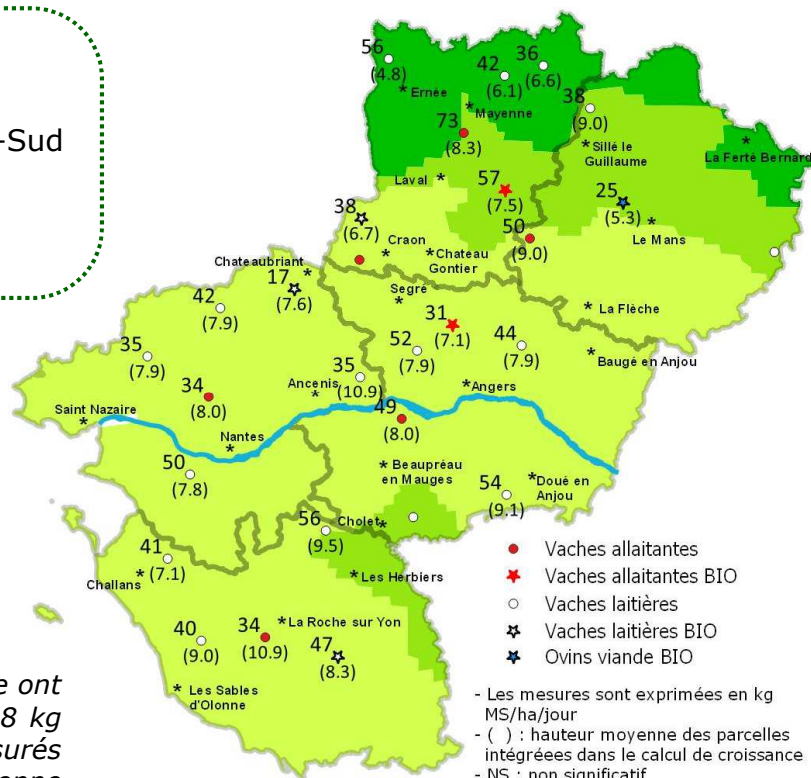 -Sud
56
(4.8)
* Ernée
42
(6.1)
36
(6.6)
* Mayenne
73
(8.3)
38
(9.0)
* Sillé le
Guillaume
La Ferté Bernard
Laval *
57
(7.5)
25
(5.3)
* Le Mans
38
(6.7)
* Craon
* Chateau
Gontier
50
(9.0)
Chateaubriant *
17
(7.6)
Segré
*
* La Flèche
42
(7.9)
31
(7.1)
52
(7.9)
44
(7.9)
* Baugé en Anjou
35
(7.9)
34
(8.0)
Ancenis *
35
(10.9)
* Angers
49
(8.0)
Saint Nazaire
*
Nantes
*
50
(7.8)
* Beaupréau
en Mauges
54
(9.1)
* Doué en
Anjou
56
(9.5)
Cholet *
41
(7.1)
Challans *
* Les Herbiers
40
(9.0)
34
(10.9)
* La Roche sur Yon
47
(8.3)
* Les Sables
d'Olonne
Vaches allaitantes
Vaches allaitantes BIO
Vaches laitières
Vaches laitières BIO
Ovins viande BIO
- Les mesures sont exprimées en kg
MS/ha/jour
- ( ) : hauteur moyenne des parcelles
intégréees dans le calcul de croissance
- NS : non significatif
e ont
8 kg
surés